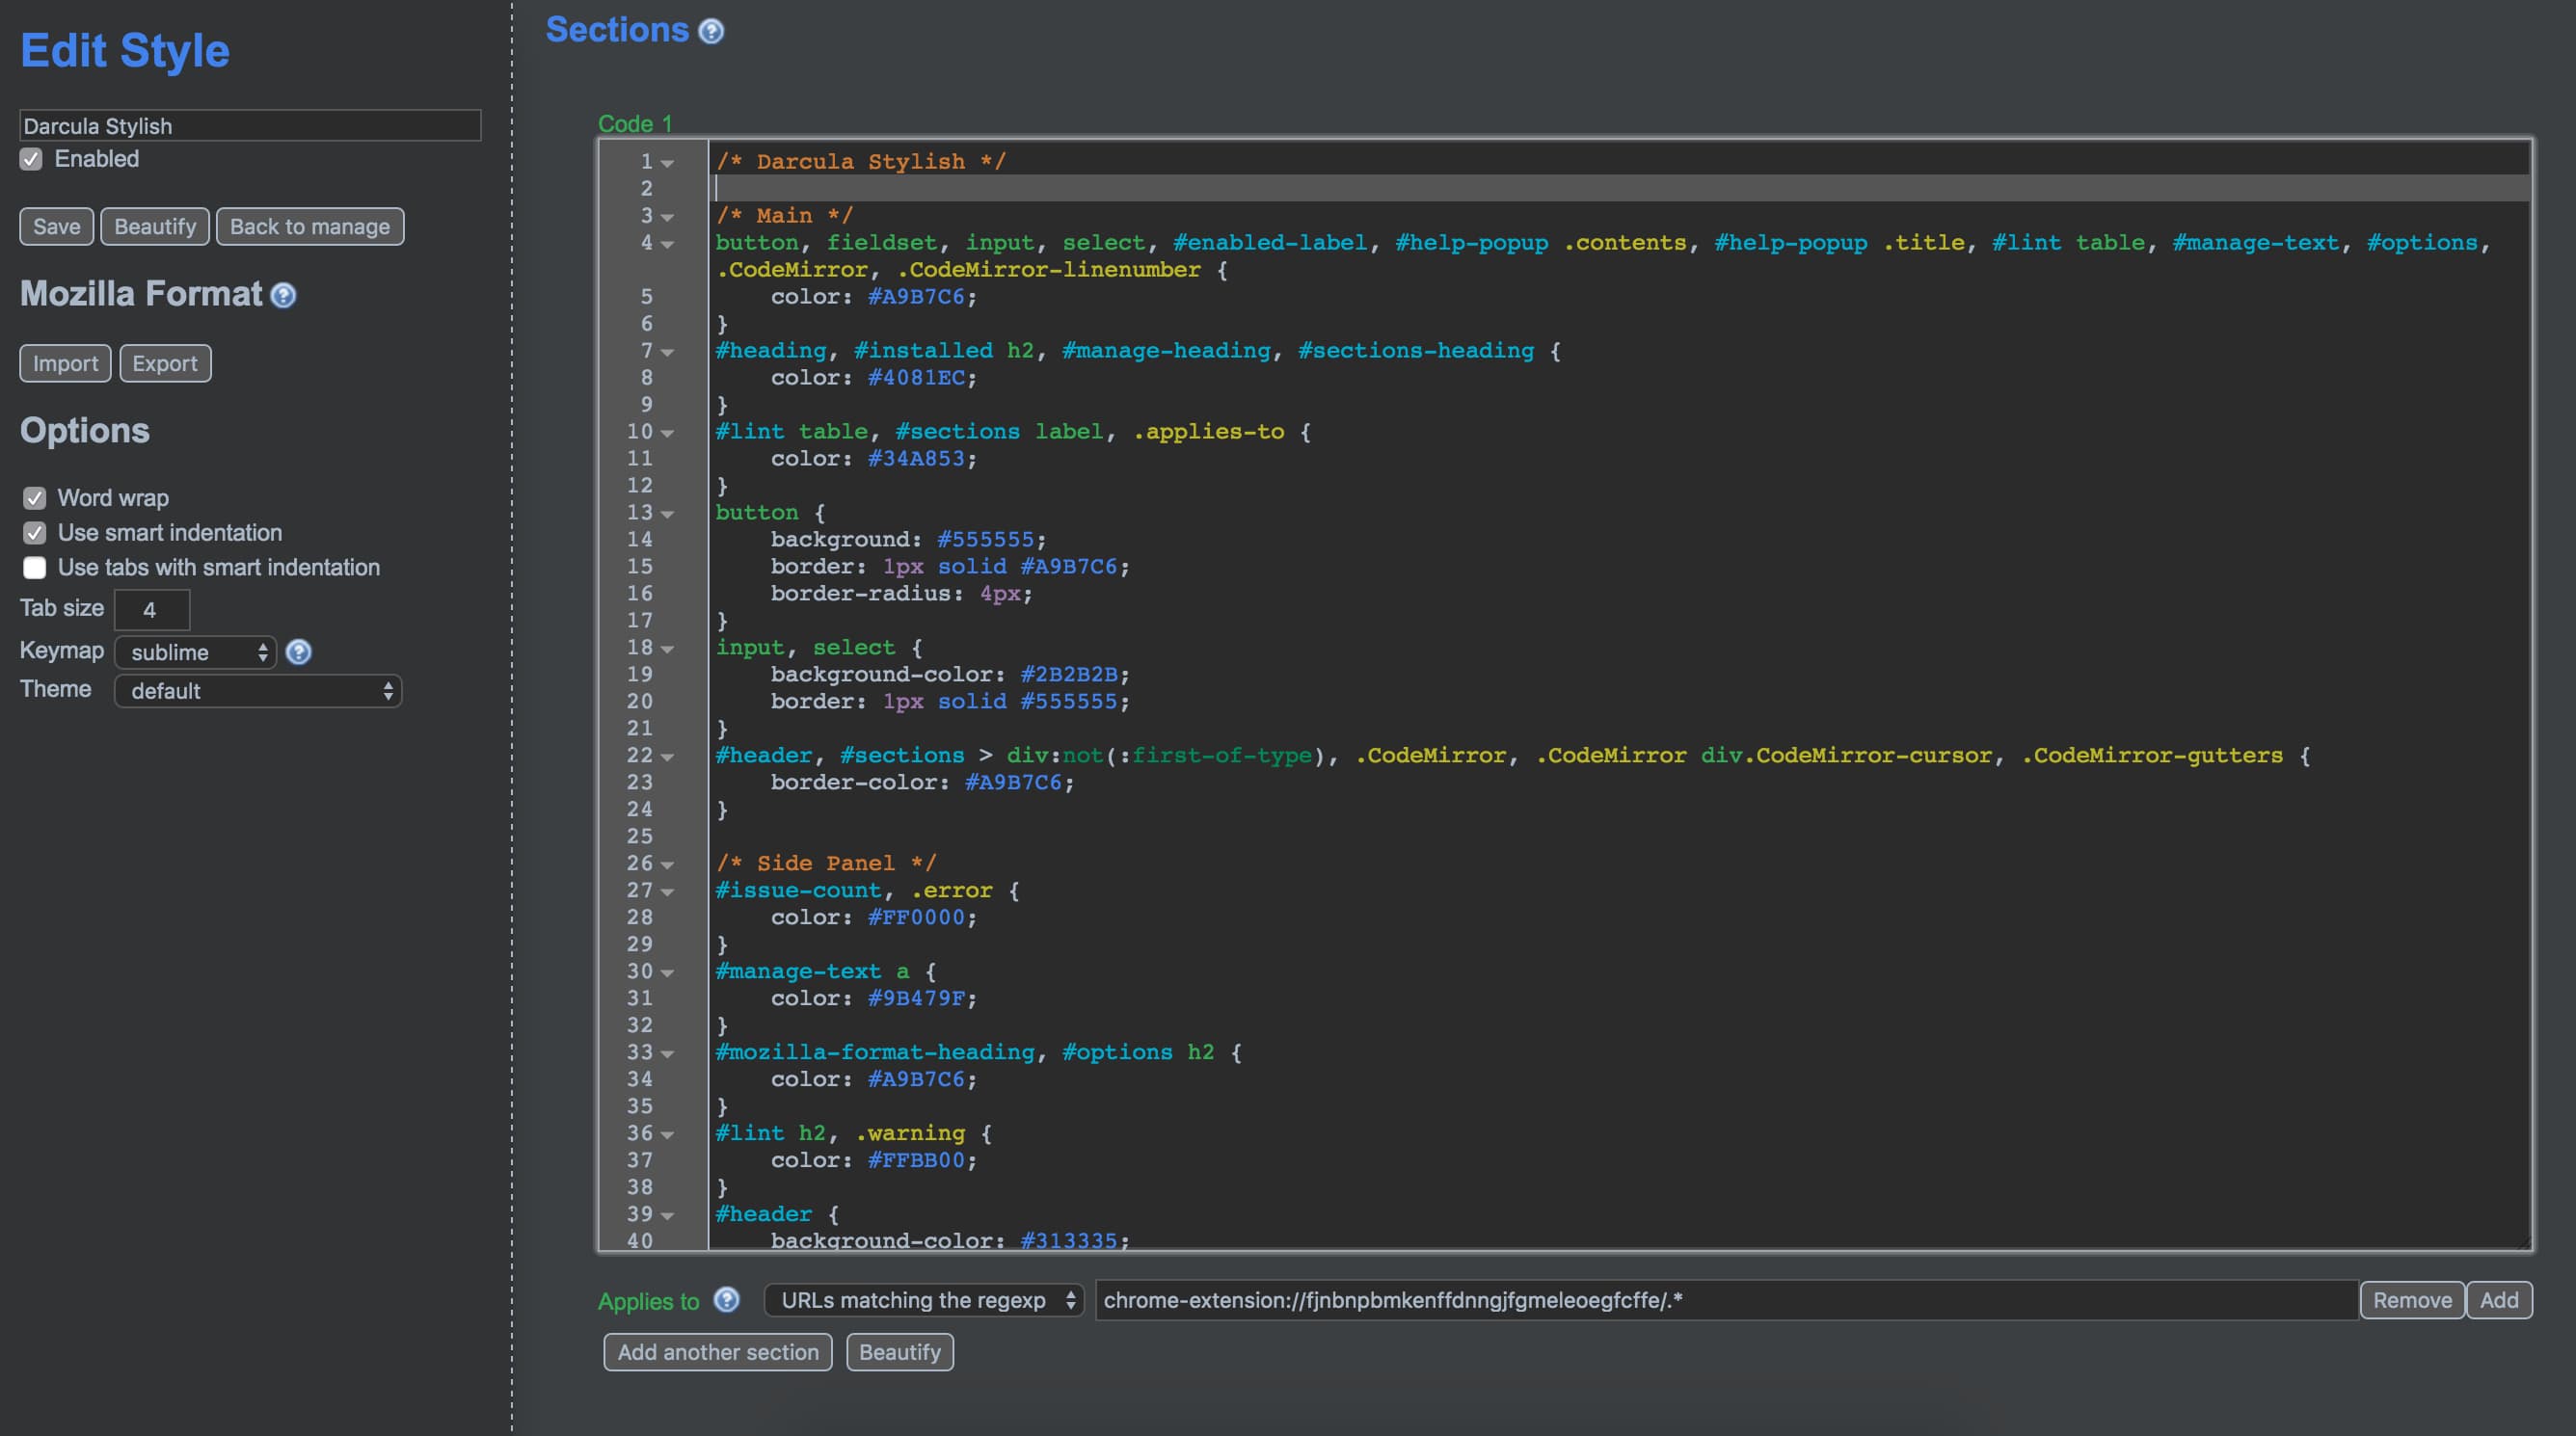 Edit Style
Darcula Stylish
Enabled
Save Beautify Back to manage
Mozilla Format ?
Import Export
Options
Word wrap
Use smart indentation
Use tabs with smart indentation
Tab size 4
Keymap sublime ?
Theme default
Sections ?
Code 1
1 /* Darcula Stylish */
2
3 /* Main */
4 button, fieldset, input, select, #enabled-label, #help-popup .contents, #help-popup .title, #lint table, #manage-text, #options,
.CodeMirror, .CodeMirror-linenumber {
5 color: #A9B7C6;
6 }
7 #heading, #installed h2, #manage-heading, #sections-heading {
8 color: #4081EC;
9 }
10 #lint table, #sections label, .applies-to {
11 color: #34A853;
12 }
13 button {
14 background: #555555;
15 border: 1px solid #A9B7C6;
16 border-radius: 4px;
17 }
18 input, select {
19 background-color: #2B2B2B;
20 border: 1px solid #555555;
21 }
22 #header, #sections > div:not(:first-of-type), .CodeMirror, .CodeMirror div.CodeMirror-cursor, .CodeMirror-gutters {
23 border-color: #A9B7C6;
24 }
25
26 /* Side Panel */
27 #issue-count, .error {
28 color: #FF0000;
29 }
30 #manage-text a {
31 color: #9B479F;
32 }
33 #mozilla-format-heading, #options h2 {
34 color: #A9B7C6;
35 }
36 #lint h2, .warning {
37 color: #FFBB00;
38 }
39 #header {
40 background-color: #313335;
Applies to ? URLs matching the regexp chrome-extension://fjnbnpbmkenffdnngjfgmeleoegfcffe/.* Remove Add
Add another section Beautify